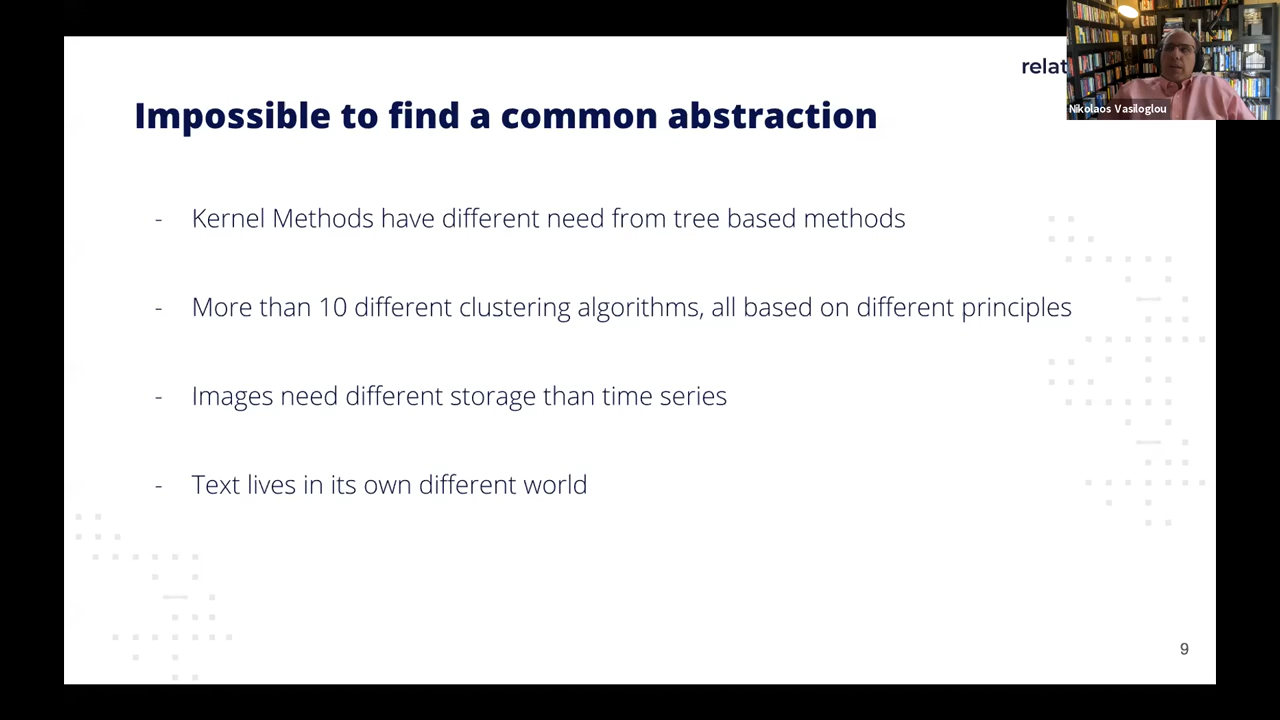 relat
Nikolaos Vasiloglou
Impossible to find a common abstraction
- Kernel Methods have different need from tree based methods
- More than 10 different clustering algorithms, all based on different principles
- Images need different storage than time series
- Text lives in its own different world
9